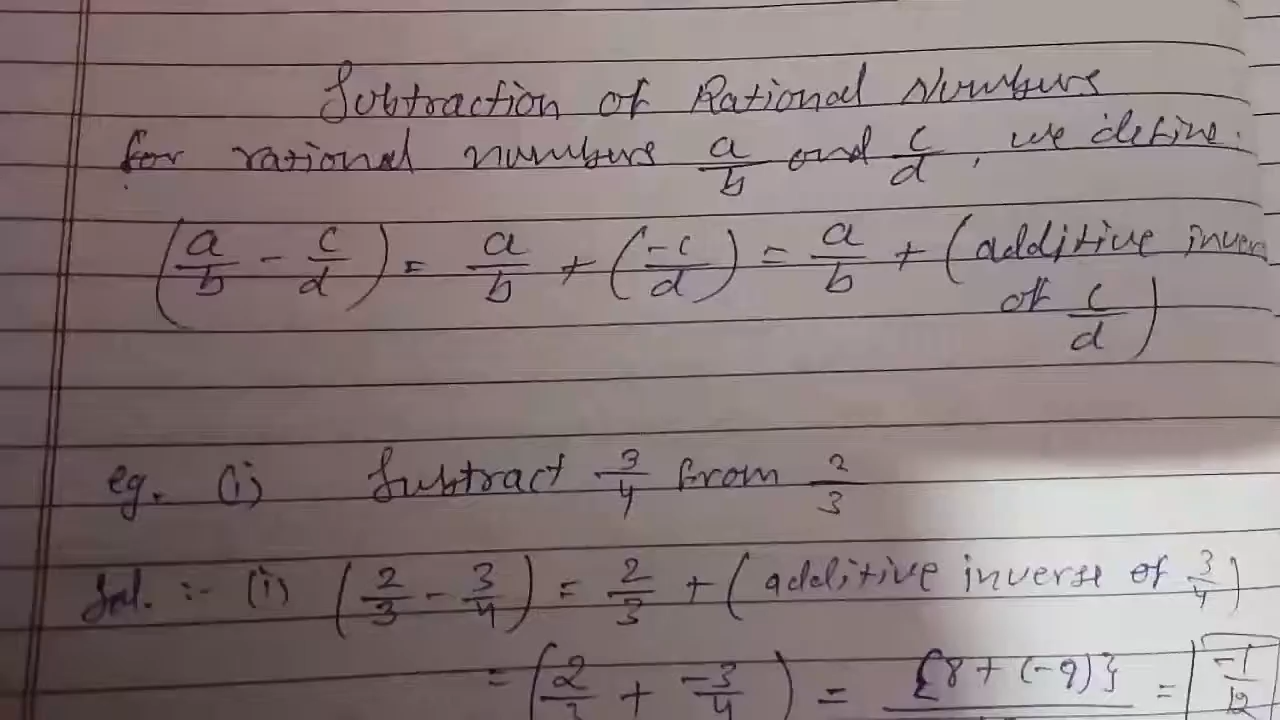 Subtraction of Rational Numbers
for rational numbers a/b and c/d, we define.
(a/b - c/d) = a/b + (-c/d) = a/b + (additive inver
of c/d)
eg. (i) Subtract 3/4 from 2/3
Sol. :- (i) (2/3 - 3/4) = 2/3 + (additive inverse of 3/4)
= (2/3 + -3/4) = {8 + (-9)} = -1/12